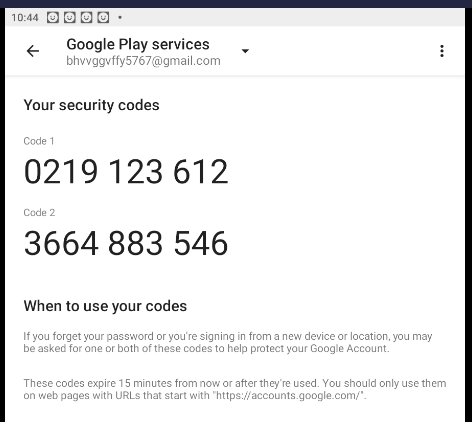 10:44
Google Play services
bhvvggvffy5767@gmail.com
Your security codes
Code 1
0219 123 612
Code 2
3664 883 546
When to use your codes
If you forget your password or you're signing in from a new device or location, you may
be asked for one or both of these codes to help protect your Google Account.
These codes expire 15 minutes from now or after they're used. You should only use them
on web pages with URLs that start with "https://accounts.google.com/".